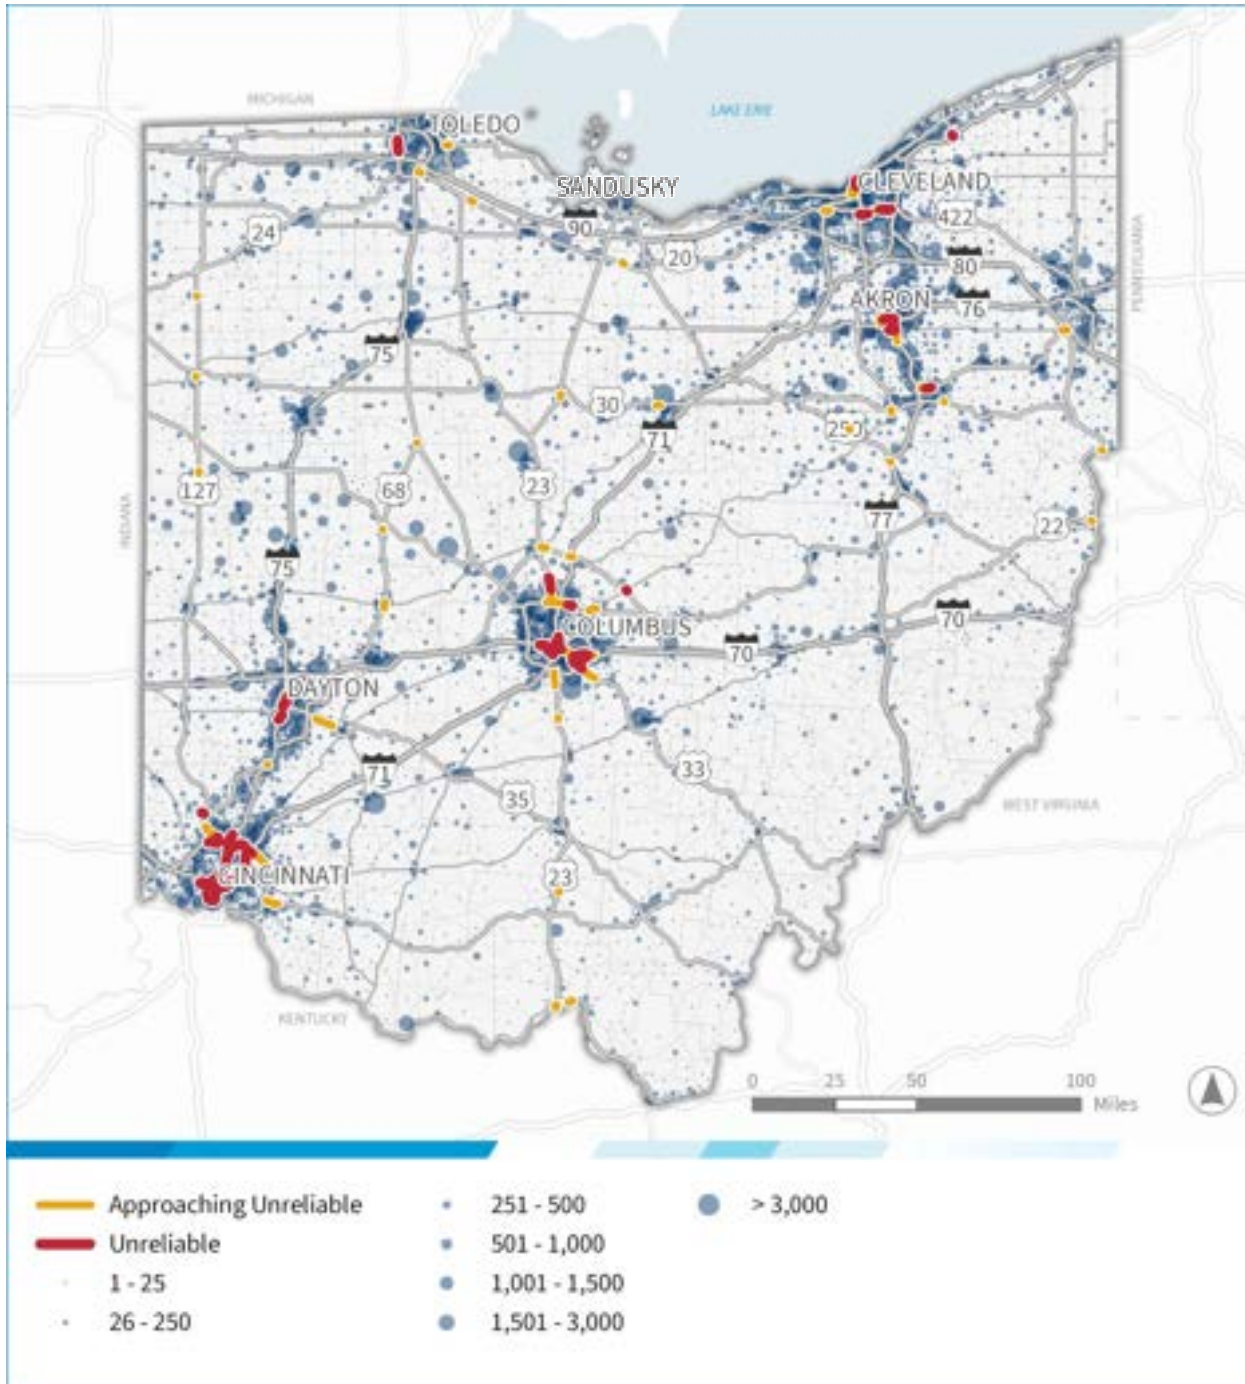 MICHIGAN
TOLEDO
LAKE ERIE
SANDUSKY
CLEVELAND
90
422
24
20
80
PENNSYLVANIA
AKRON
76
75
30
250
71
127
68
23
77
22
INDIANA
75
70
COLUMBUS
70
DAYTON
33
71
35
WEST VIRGINIA
CINCINNATI
23
KENTUCKY
0 25 50 100
Miles
Approaching Unreliable
Unreliable
1 - 25
26 - 250
251 - 500
501 - 1,000
1,001 - 1,500
1,501 - 3,000
> 3,000